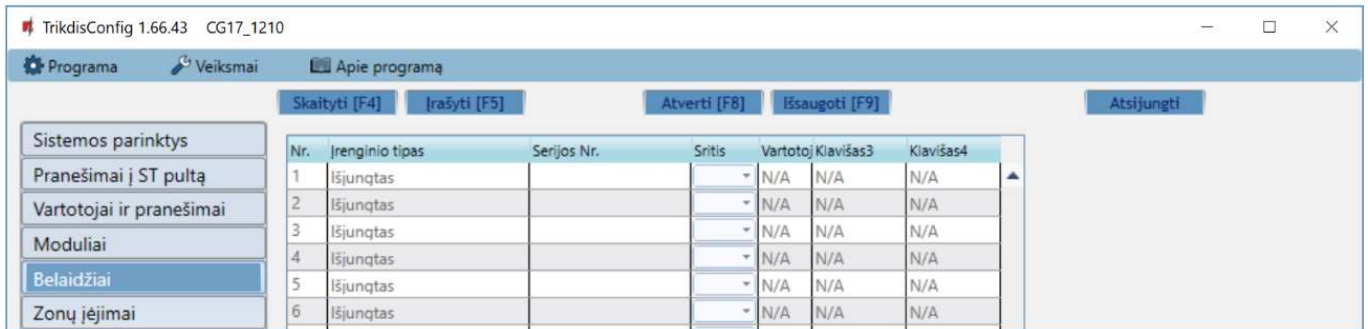 TrikdisConfig 1.66.43 CG17_1210
Programa Veiksmai Apie programą
Skaityti [F4] Įrašyti [F5] Atverti [F8] Išsaugoti [F9] Atsijungti
Sistemos parinktys
Pranešimai į ST pultą
Vartotojai ir pranešimai
Moduliai
Belaidžiai
Zonų įėjimai
Nr. Įrenginio tipas Serijos Nr. Sritis Vartotoj Klavišas3 Klavišas4
1 Išjungtas N/A N/A N/A
2 Išjungtas N/A N/A N/A
3 Išjungtas N/A N/A N/A
4 Išjungtas N/A N/A N/A
5 Išjungtas N/A N/A N/A
6 Išjungtas N/A N/A N/A